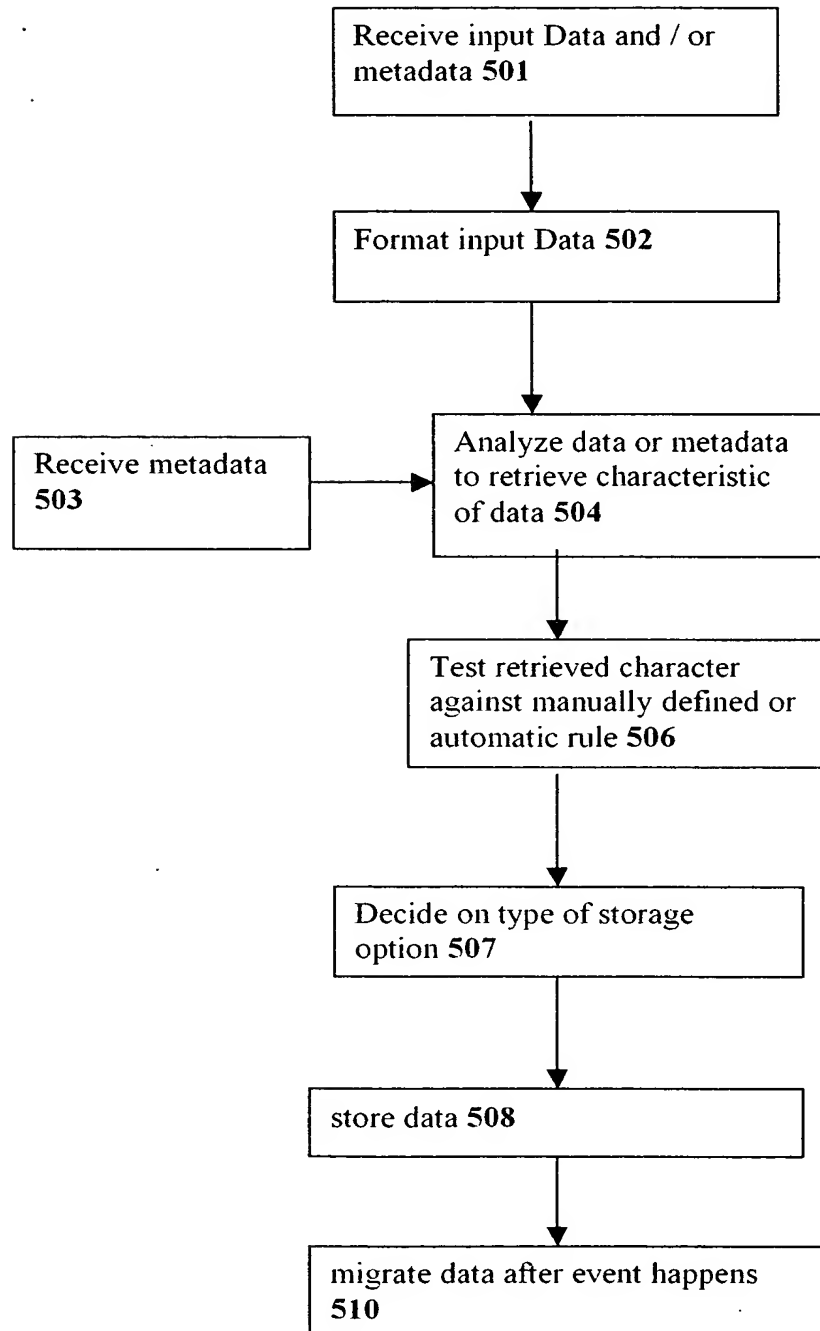 Receive input Data and / or
metadata 501
Format input Data 502
Receive metadata
503
Analyze data or metadata
to retrieve characteristic
of data 504
Test retrieved character
against manually defined or
automatic rule 506
Decide on type of storage
option 507
store data 508
migrate data after event happens
510